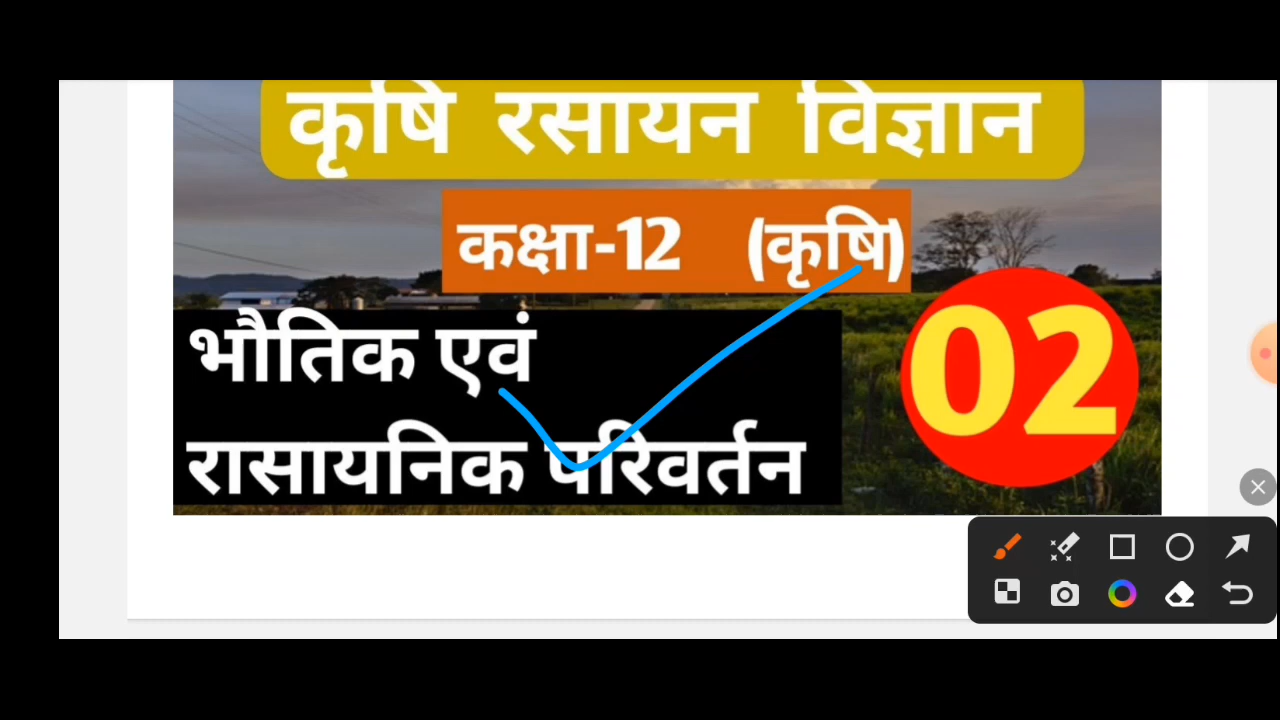 कृषि रसायन विज्ञान
कक्षा-12 (कृषि)
भौतिक एवं
रासायनिक परिवर्तन
02